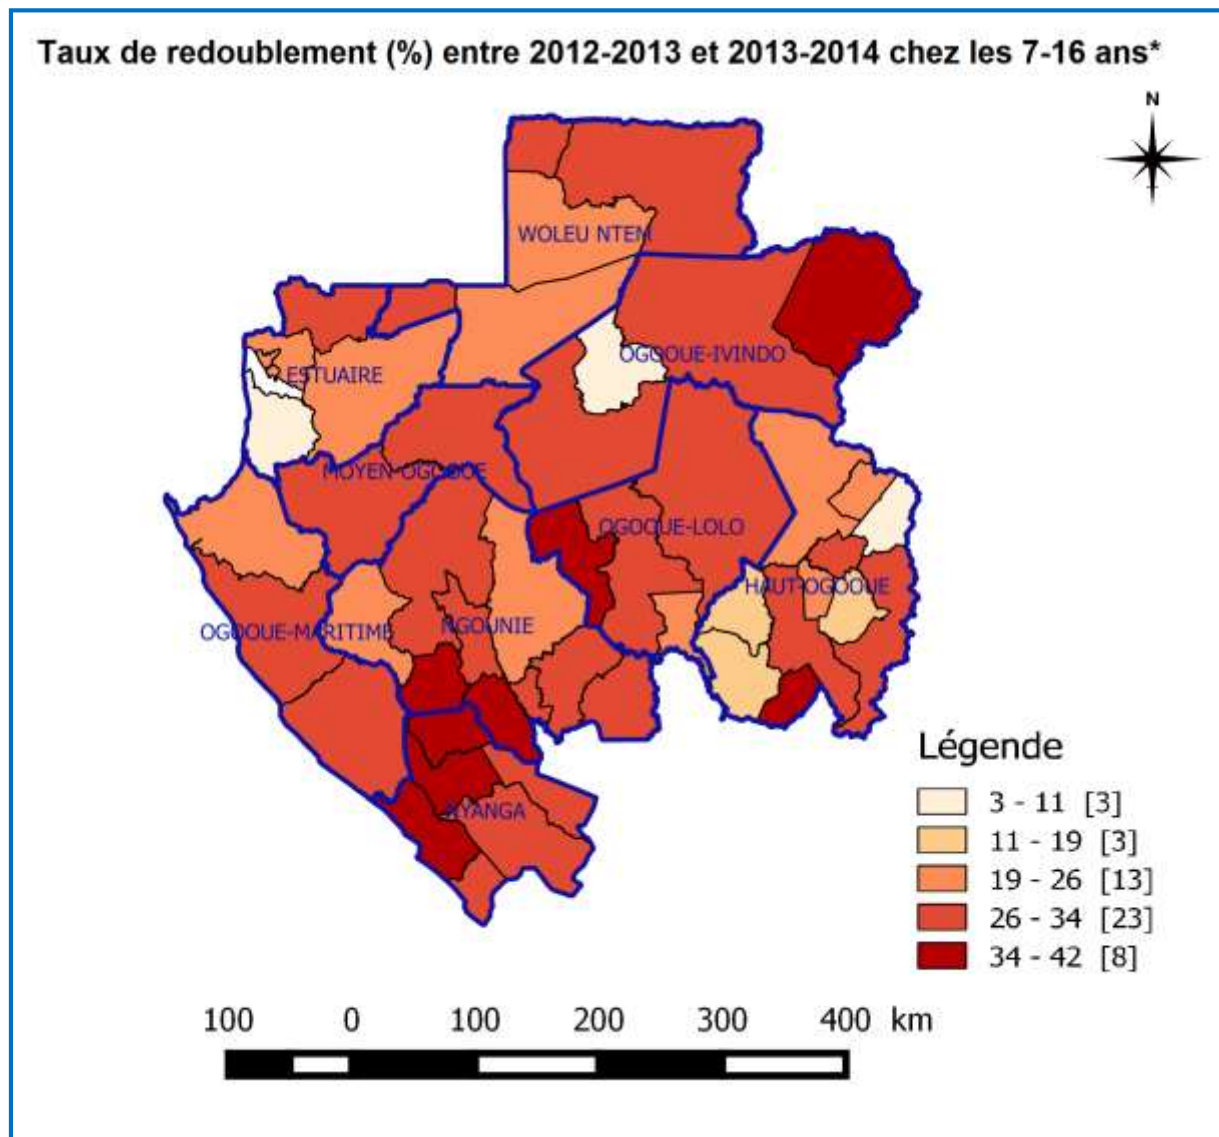 Taux de redoublement (%) entre 2012-2013 et 2013-2014 chez les 7-16 ans*
N
WOLEU NTEM
OGOOUE-IVINDO
ESTUAIRE
MOYEN-OGOOUE
OGOOUE-LOLO
HAUT-OGOOUE
OGOOUE-MARITIME
NGOUNIE
NYANGA
Légende
3 - 11 [3]
11 - 19 [3]
19 - 26 [13]
26 - 34 [23]
34 - 42 [8]
100 0 100 200 300 400 km